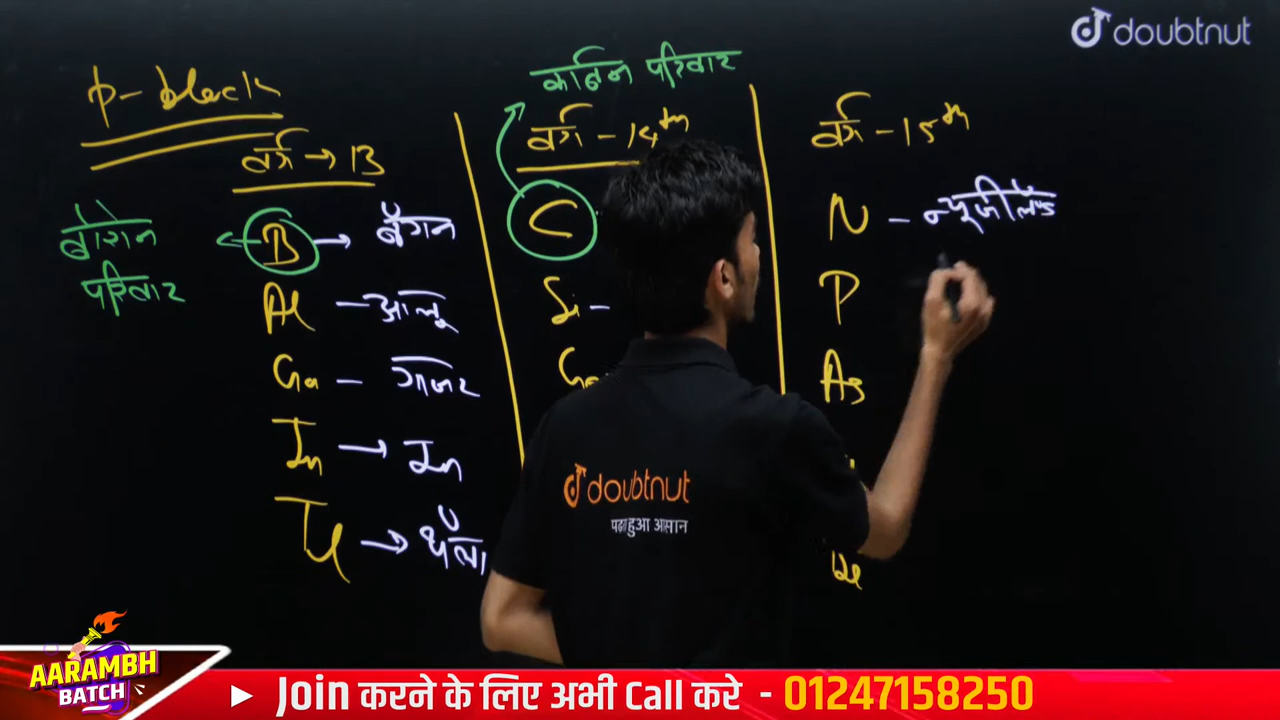 doubtnut
p-block
वर्ग → 13
बोरोन
परिवार
B → बैंगन
Al - आलू
Ga - गाजर
In → In
Tl → थैला
कार्बन परिवार
वर्ग - 14th
C
Si -
वर्ग - 15th
N - न्यूजीलैंड
P
As
doubtnut
पढ़ना हुआ आसान
AARAMBH
BATCH
Join करने के लिए अभी Call करे - 01247158250